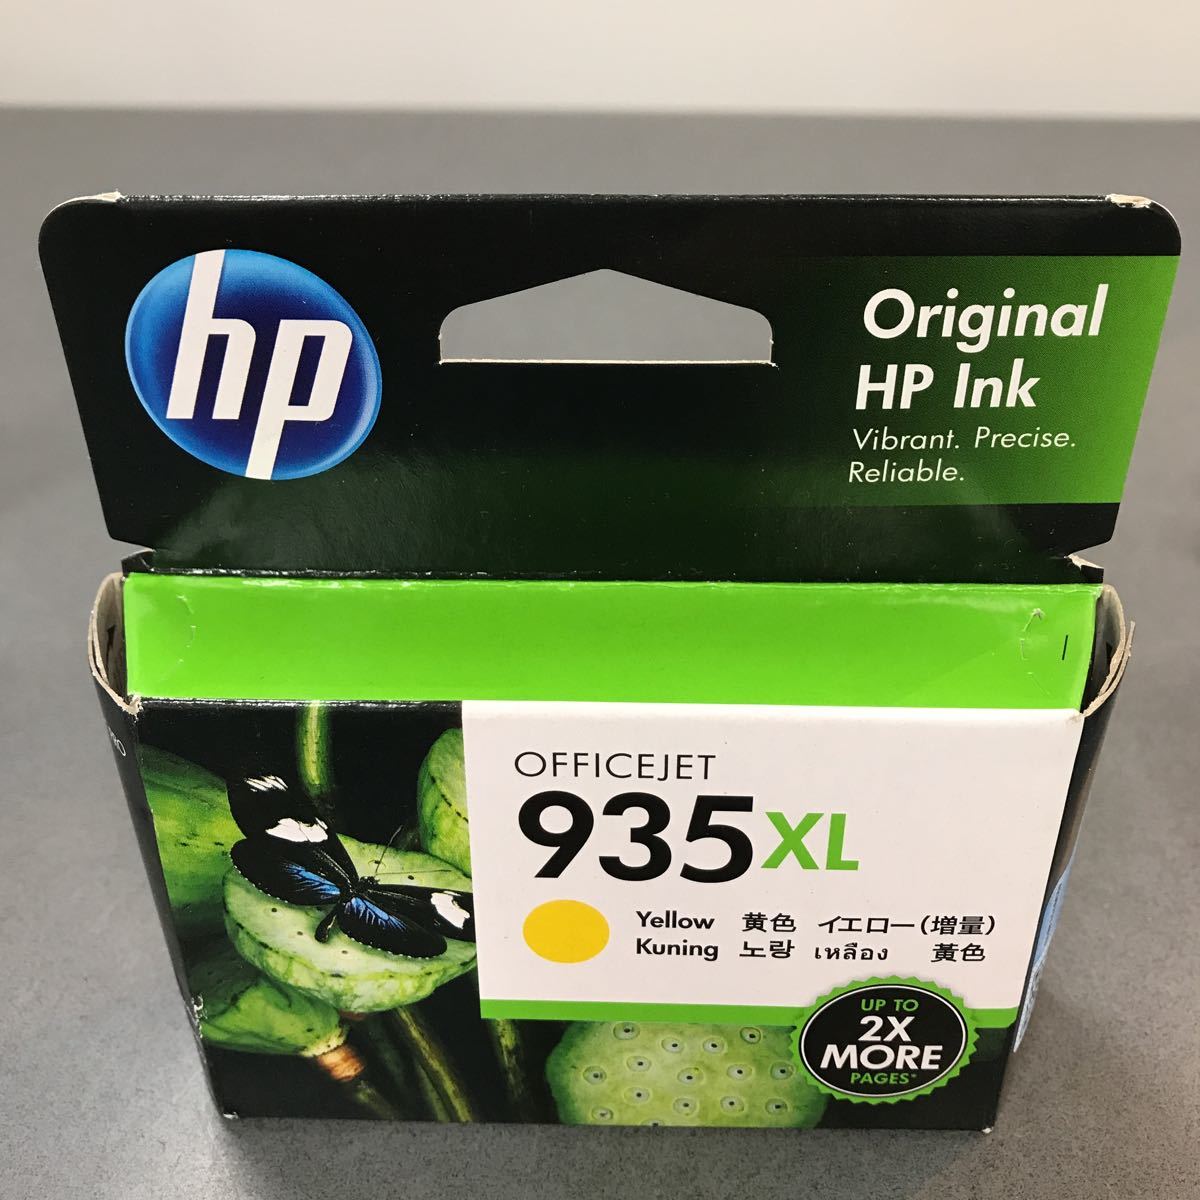 hp
Original
HP Ink
Vibrant. Precise.
Reliable.
OFFICEJET
935XL
Yellow 黄色 イエロー(増量)
Kuning 노랑 เหลือง 黃色
UP TO
2X
MORE
PAGES*